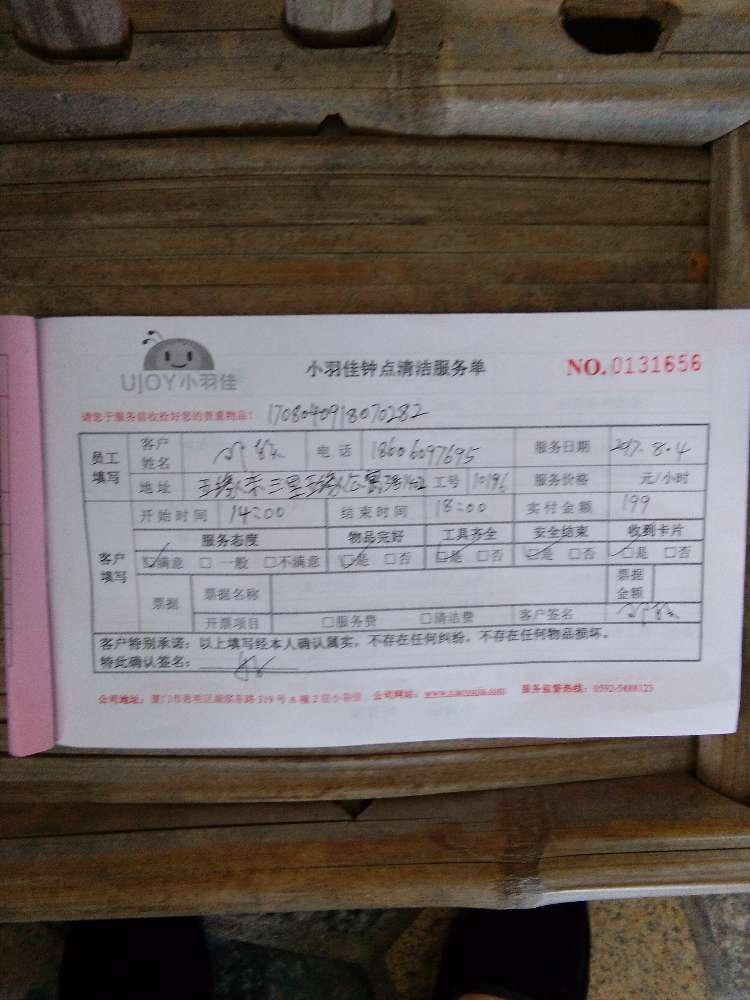 UJOY小羽佳
小羽佳钟点清洁服务单
NO.0131656
请您于服务前收捡好您的贵重物品!
1708040918070282
员工填写 客户姓名 电话 18606097695 服务日期 2017.8.4
地址 工号 10196 服务价格 元/小时
开始时间 14:00 结束时间 18:00 实付金额 199
客户填写 服务态度 物品完好 工具齐全 安全结束 收到卡片
☑满意 □一般 □不满意 ☑是 □否 ☑是 □否 ☑是 □否 ☑是 □否
票据 票据名称 票据金额
开票项目 □服务费 □清洁费 客户签名
客户特别承诺：以上填写经本人确认属实，不存在任何纠纷，不存在任何物品损坏。
特此确认签名：
公司地址： 公司网站： 服务监督热线：